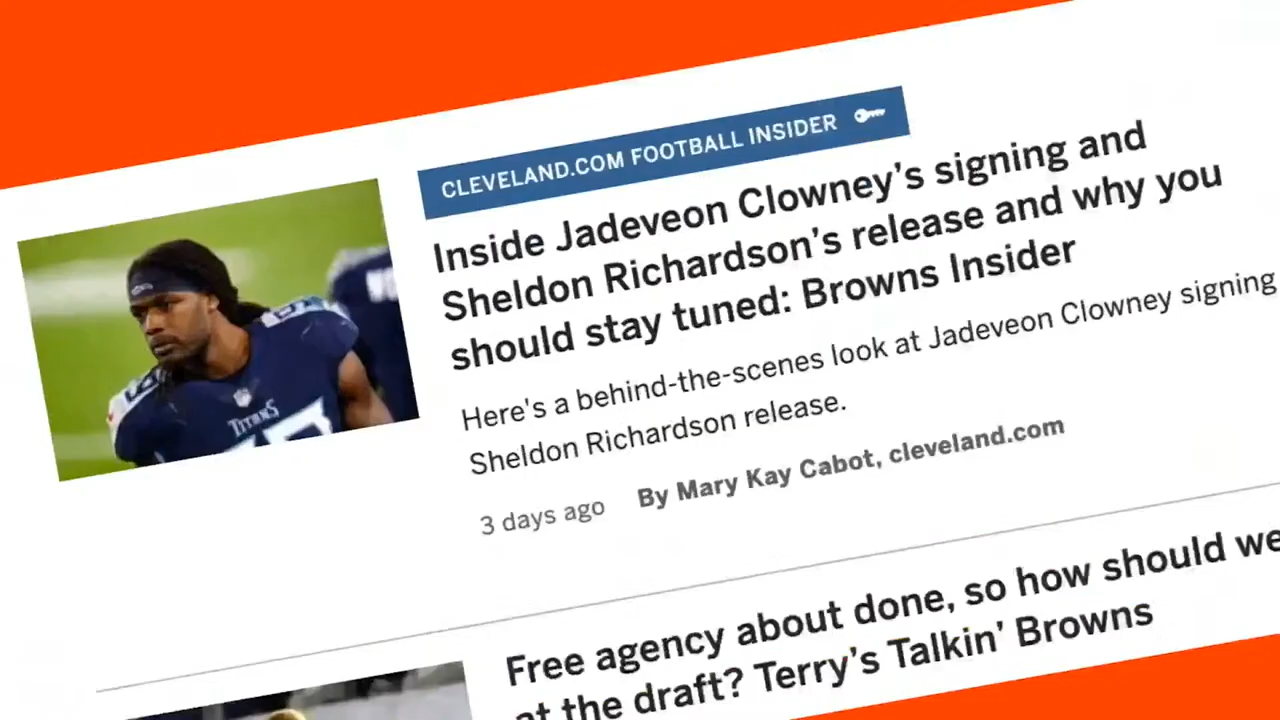 CLEVELAND.COM FOOTBALL INSIDER
Inside Jadeveon Clowney's signing and
Sheldon Richardson's release and why you
should stay tuned: Browns Insider
Here's a behind-the-scenes look at Jadeveon Clowney signing
Sheldon Richardson release.
3 days ago By Mary Kay Cabot, cleveland.com
TITANS
Free agency about done, so how should we
at the draft? Terry's Talkin' Browns